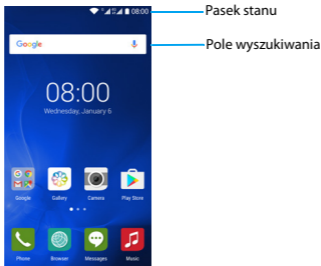 08:00
Pasek stanu
Google
Pole wyszukiwania
08:00
Wednesday, January 6
Google
Gallery
Camera
Play Store
Phone
Browser
Messages
Music